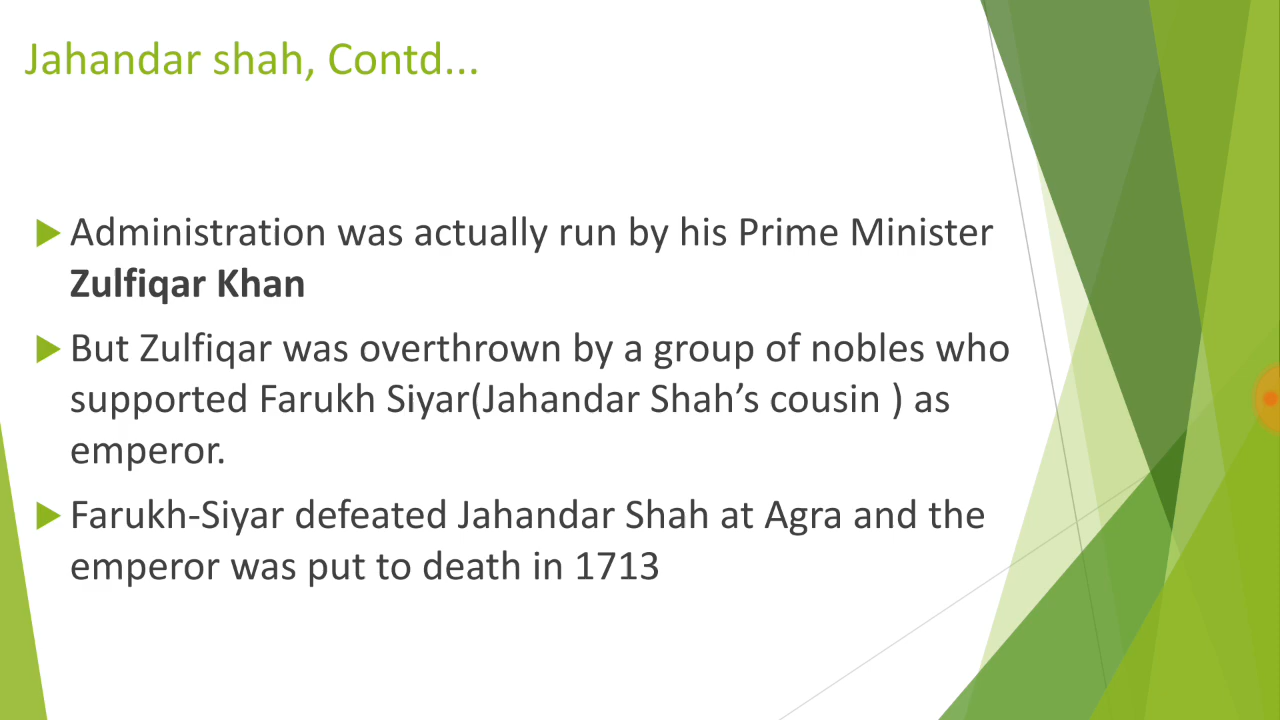 Jahandar shah, Contd...
Administration was actually run by his Prime Minister
Zulfiqar Khan
But Zulfiqar was overthrown by a group of nobles who
supported Farukh Siyar(Jahandar Shah’s cousin ) as
emperor.
Farukh-Siyar defeated Jahandar Shah at Agra and the
emperor was put to death in 1713